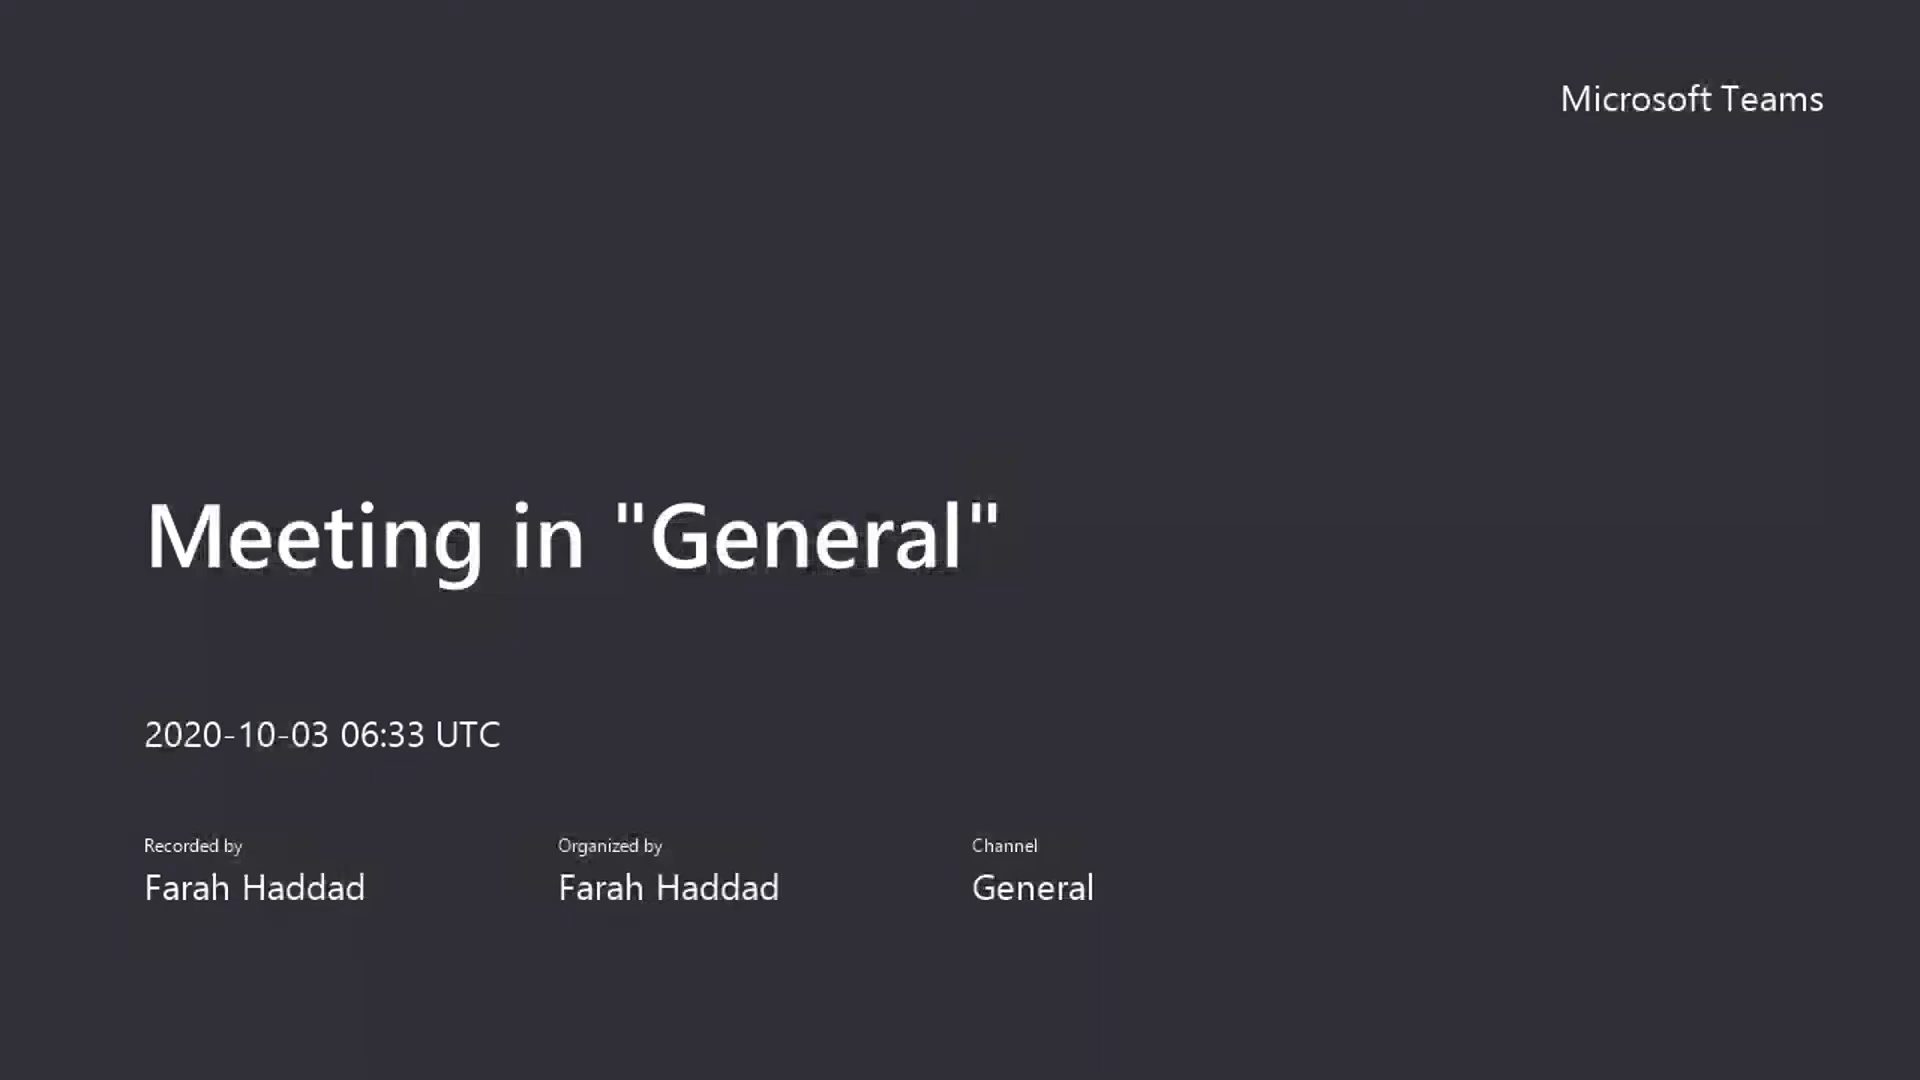 Microsoft Teams
Meeting in "General"
2020-10-03 06:33 UTC
Recorded by
Farah Haddad
Organized by
Farah Haddad
Channel
General